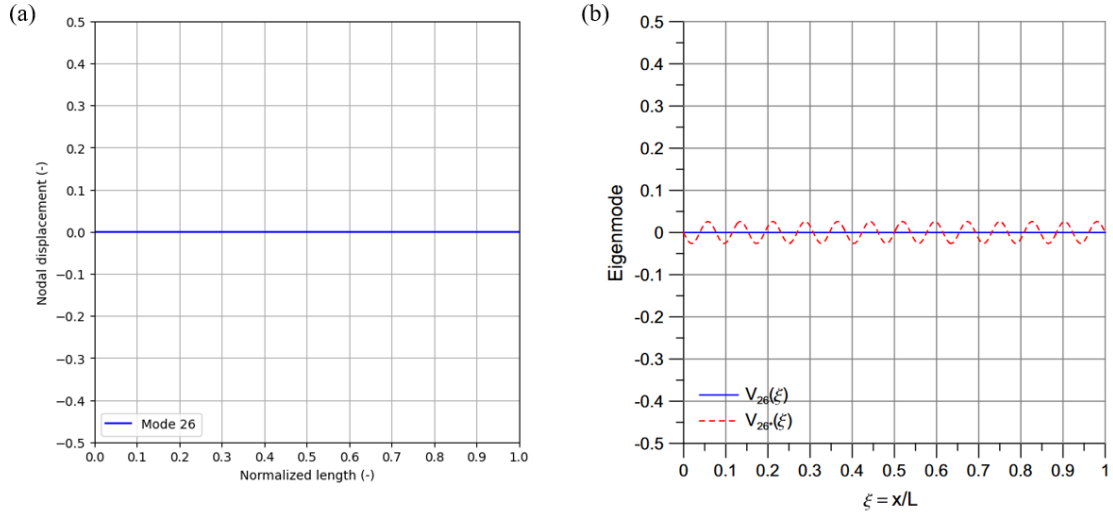 (a)
0.5
0.4
0.3
0.2
0.1
0.0
−0.1
−0.2
−0.3
−0.4
−0.5
Nodal displacement (-)
Mode 26
0.0 0.1 0.2 0.3 0.4 0.5 0.6 0.7 0.8 0.9 1.0
Normalized length (-)
(b)
0.5
0.4
0.3
0.2
0.1
0
-0.1
-0.2
-0.3
-0.4
-0.5
Eigenmode
V26(ξ)
V26*(ξ)
0 0.1 0.2 0.3 0.4 0.5 0.6 0.7 0.8 0.9 1
ξ = x/L